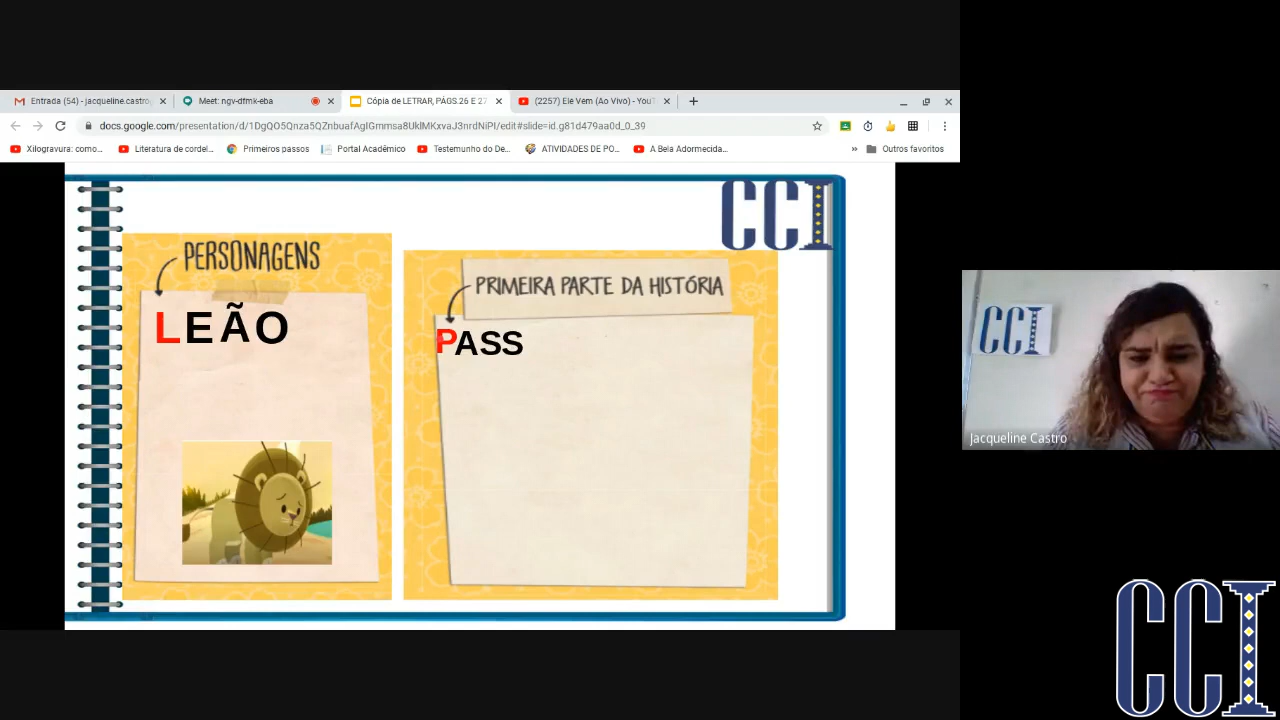 Entrada (54) - jacqueline.castro
Meet: ngv-dfmk-eba
Cópia de LETRAR, PÁGS.26 E 27
(2257) Ele Vem (Ao Vivo) - YouT
docs.google.com/presentation/d/1DgQO5Qnza5QZnbuafAgIGmmsa8UklMKxvaJ3nrdNiPI/edit#slide=id.g81d479aa0d_0_39
Xilogravura: como...
Literatura de cordel...
Primeiros passos
Portal Acadêmico
Testemunho do De...
ATIVIDADES DE PO...
A Bela Adormecida...
»
Outros favoritos
CCI
PERSONAGENS
LEÃO
PRIMEIRA PARTE DA HISTÓRIA
PASS
CCI
Jacqueline Castro
CCI